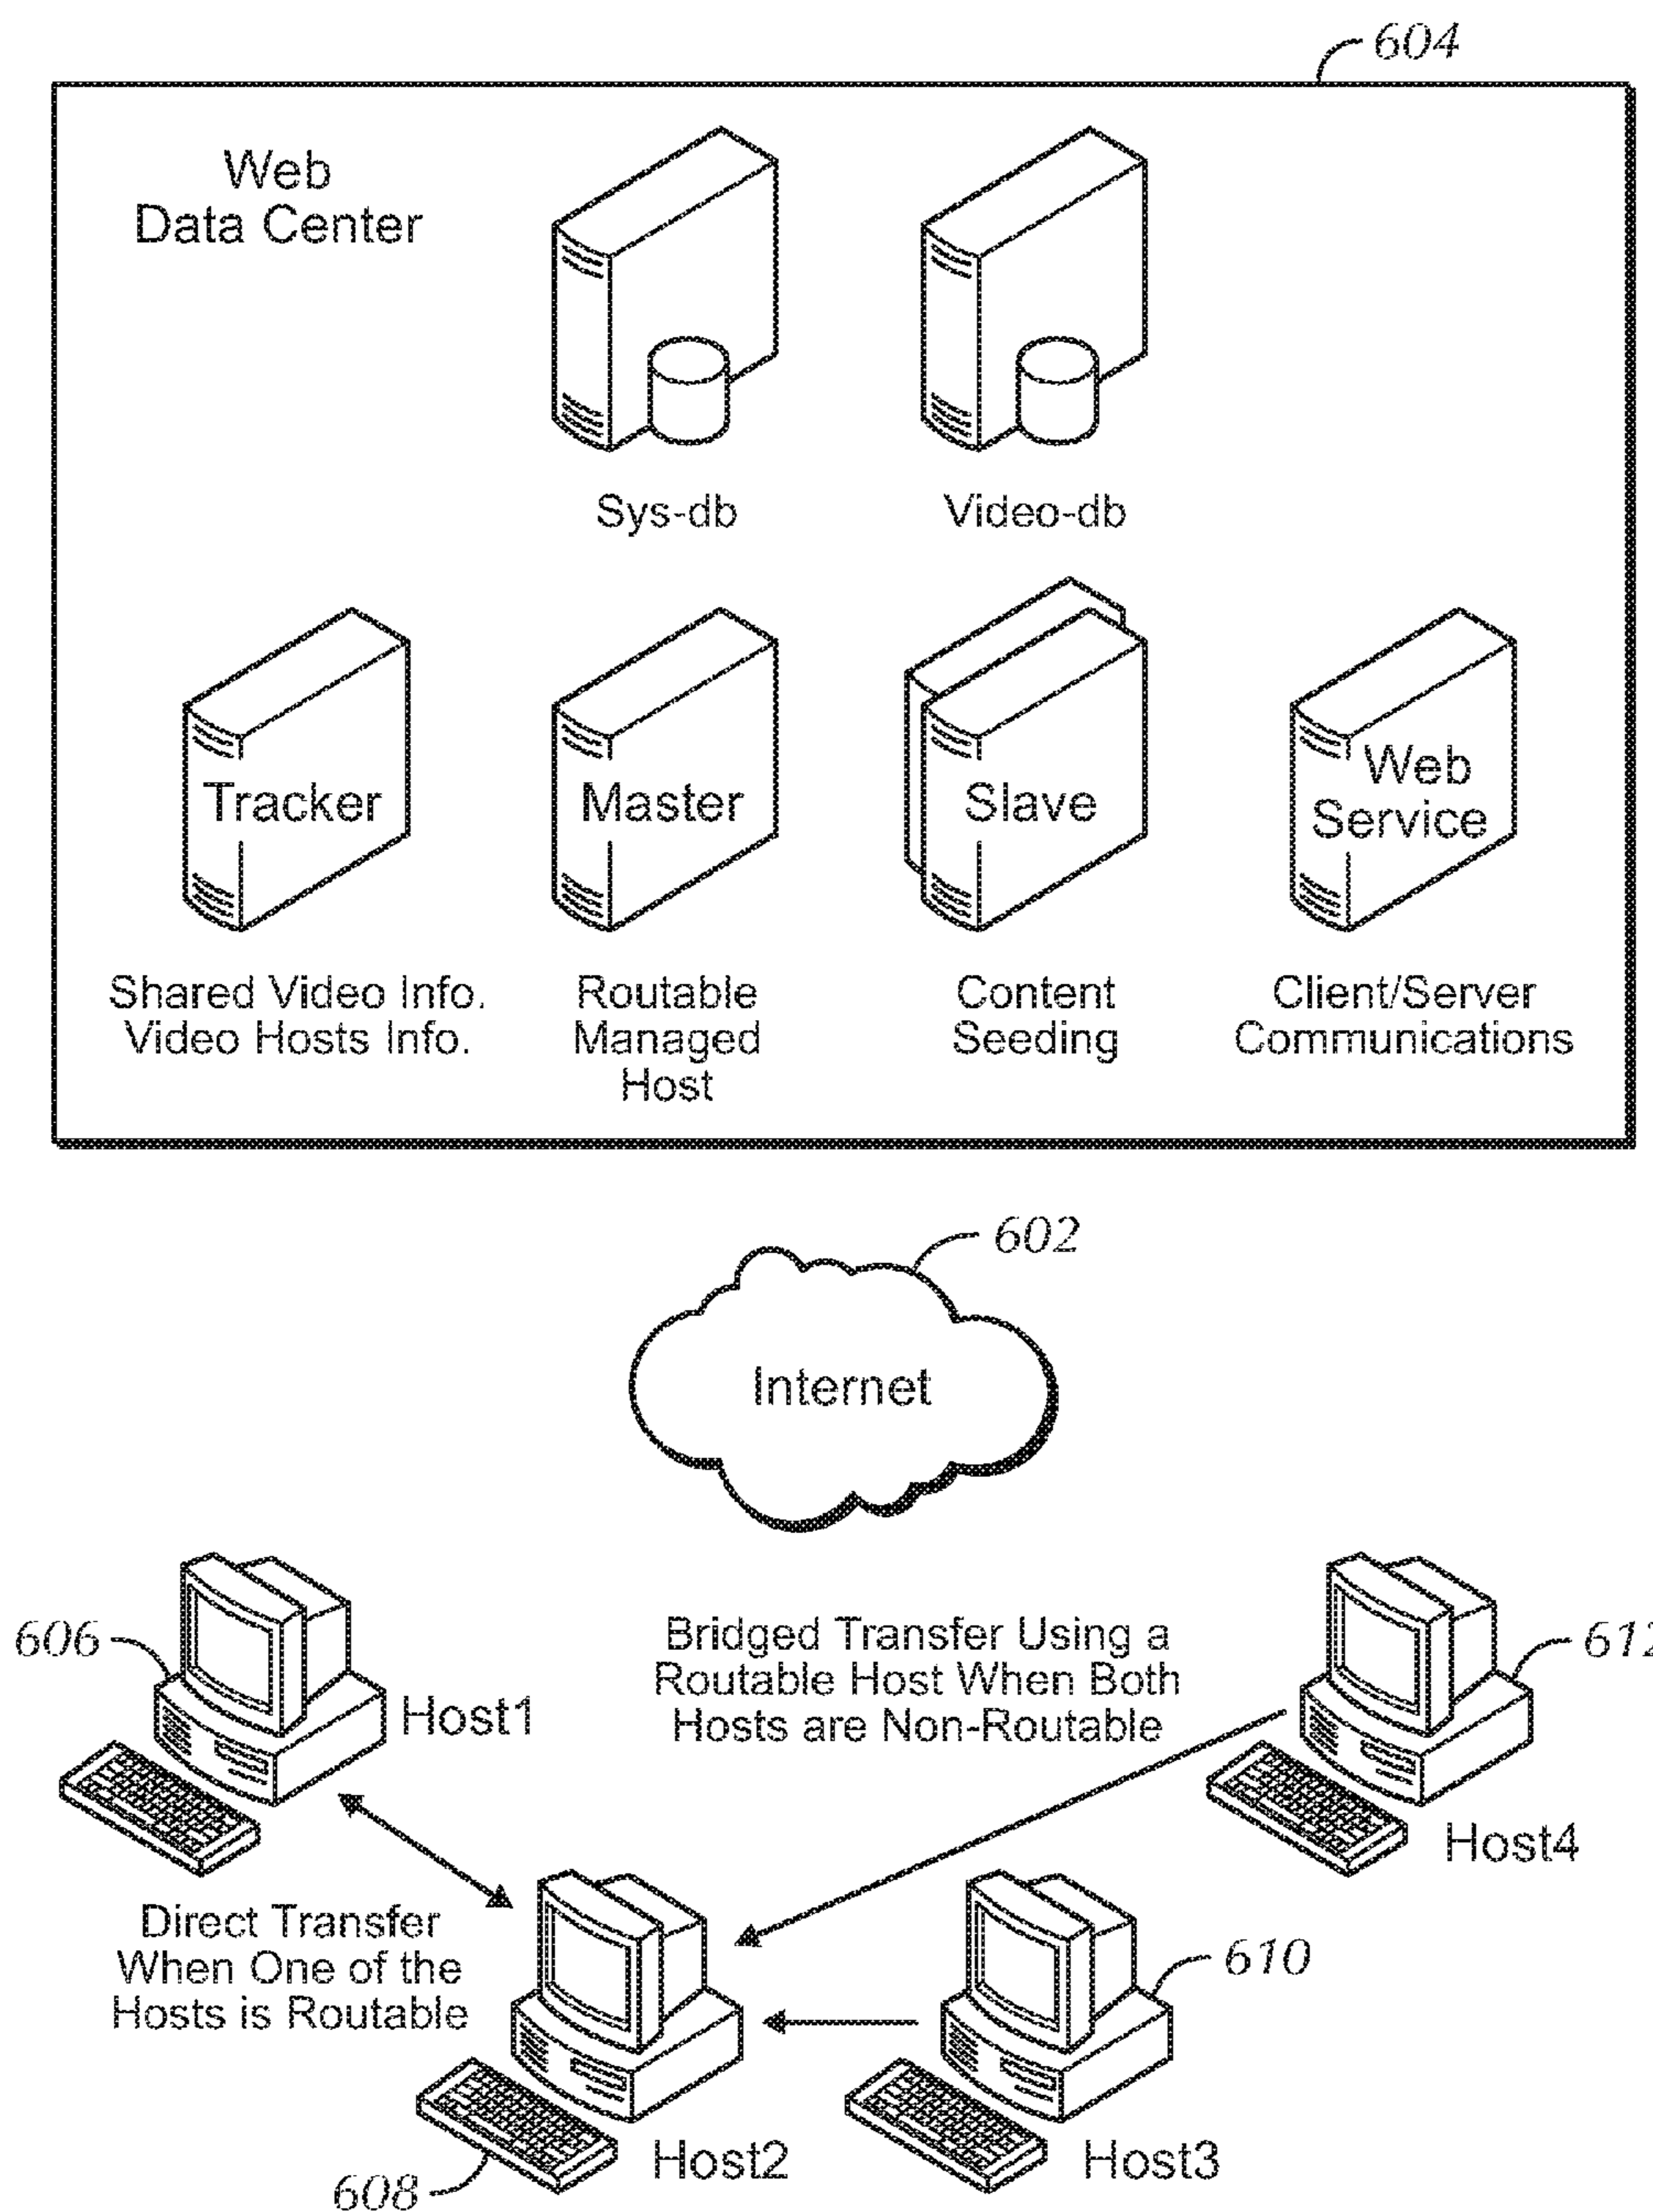 604
Web
Data Center
Sys-db
Video-db
Tracker
Master
Slave
Web
Service
Shared Video Info.
Video Hosts Info.
Routable
Managed
Host
Content
Seeding
Client/Server
Communications
602
Internet
606
Host1
Bridged Transfer Using a
Routable Host When Both
Hosts are Non-Routable
612
Host4
Direct Transfer
When One of the
Hosts is Routable
610
Host2
Host3
608